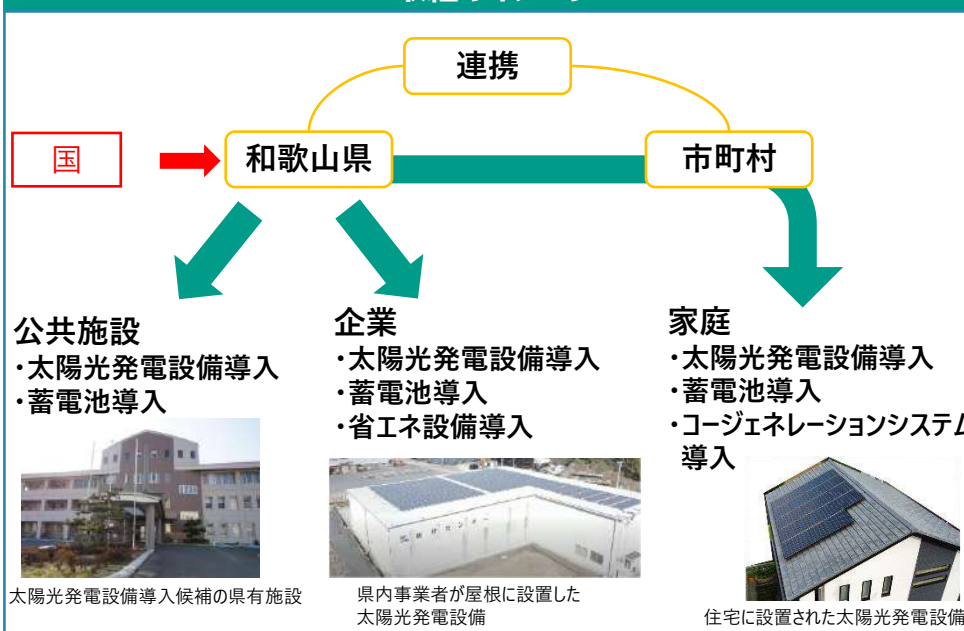 連携
国
和歌山県
市町村
公共施設
・太陽光発電設備導入
・蓄電池導入
企業
・太陽光発電設備導入
・蓄電池導入
・省エネ設備導入
家庭
・太陽光発電設備導入
・蓄電池導入
・コージェネレーションシステム
導入
太陽光発電設備導入候補の県有施設
県内事業者が屋根に設置した
太陽光発電設備
住宅に設置された太陽光発電設備